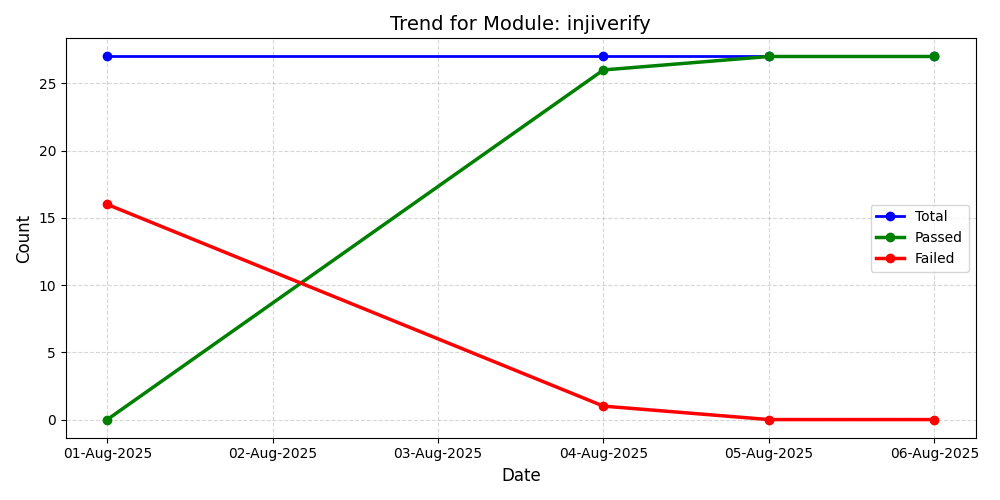 Trend for Module: injiverify
Count
25
20
15
10
5
0
Total
Passed
Failed
01-Aug-2025 02-Aug-2025 03-Aug-2025 04-Aug-2025 05-Aug-2025 06-Aug-2025
Date